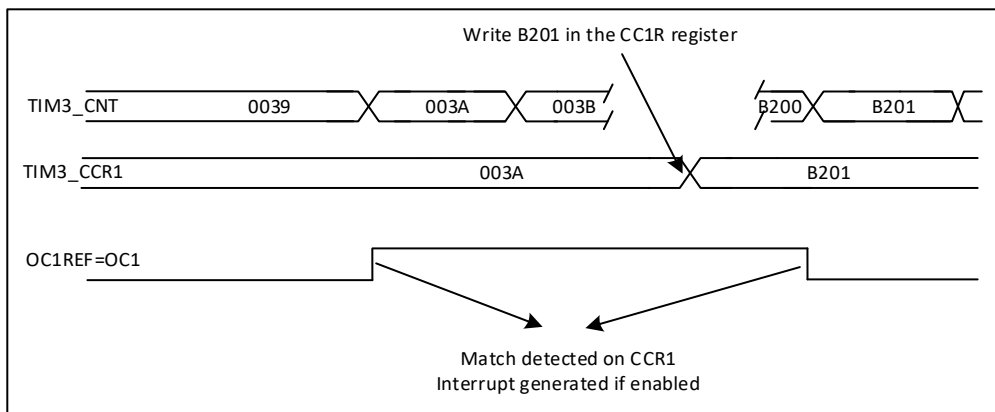 Write B201 in the CC1R register
TIM3_CNT 0039 003A 003B B200 B201
TIM3_CCR1 003A B201
OC1REF=OC1
Match detected on CCR1
Interrupt generated if enabled